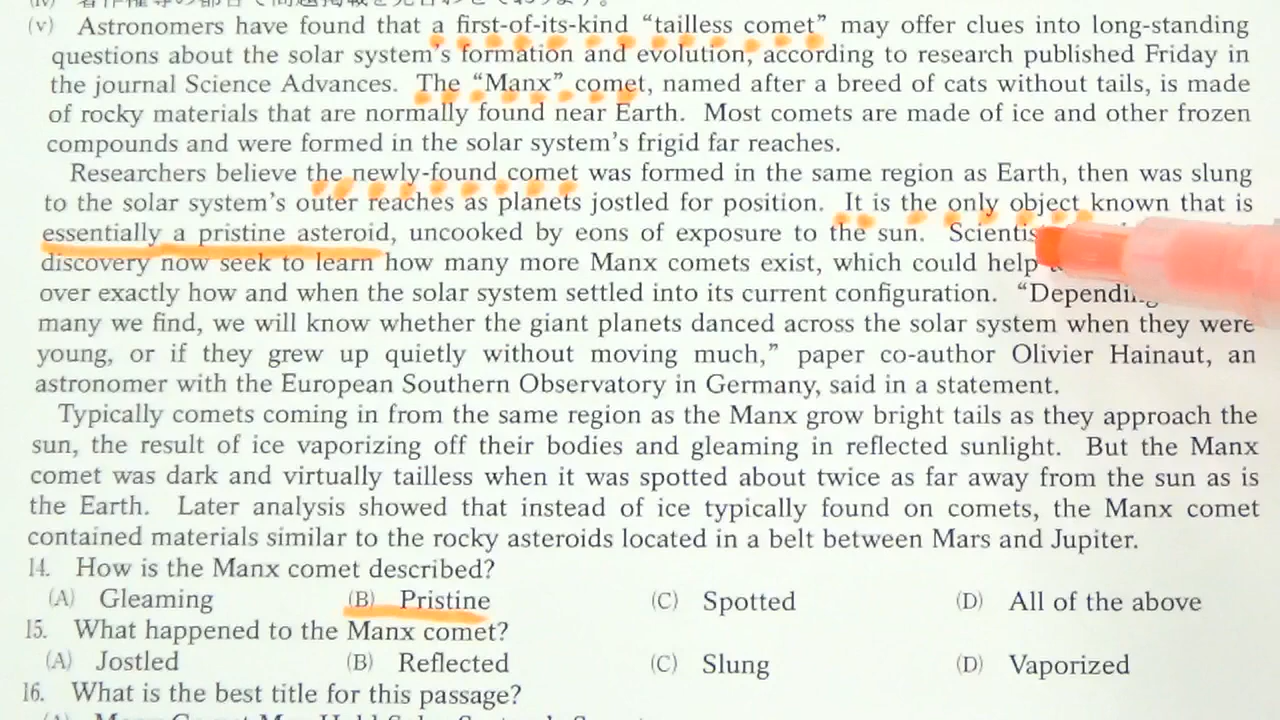 (v) Astronomers have found that a first-of-its-kind “tailless comet” may offer clues into long-standing
questions about the solar system’s formation and evolution, according to research published Friday in
the journal Science Advances. The “Manx” comet, named after a breed of cats without tails, is made
of rocky materials that are normally found near Earth. Most comets are made of ice and other frozen
compounds and were formed in the solar system’s frigid far reaches.
Researchers believe the newly-found comet was formed in the same region as Earth, then was slung
to the solar system’s outer reaches as planets jostled for position. It is the only object known that is
essentially a pristine asteroid, uncooked by eons of exposure to the sun.
discovery now seek to learn how many more Manx comets exist, which could help
over exactly how and when the solar system settled into its current configuration.
many we find, we will know whether the giant planets danced across the solar system when they were
young, or if they grew up quietly without moving much,” paper co-author Olivier Hainaut, an
astronomer with the European Southern Observatory in Germany, said in a statement.
Typically comets coming in from the same region as the Manx grow bright tails as they approach the
sun, the result of ice vaporizing off their bodies and gleaming in reflected sunlight. But the Manx
comet was dark and virtually tailless when it was spotted about twice as far away from the sun as is
the Earth. Later analysis showed that instead of ice typically found on comets, the Manx comet
contained materials similar to the rocky asteroids located in a belt between Mars and Jupiter.
14. How is the Manx comet described?
(A) Gleaming (B) Pristine (C) Spotted (D) All of the above
15. What happened to the Manx comet?
(A) Jostled (B) Reflected (C) Slung (D) Vaporized
16. What is the best title for this passage?